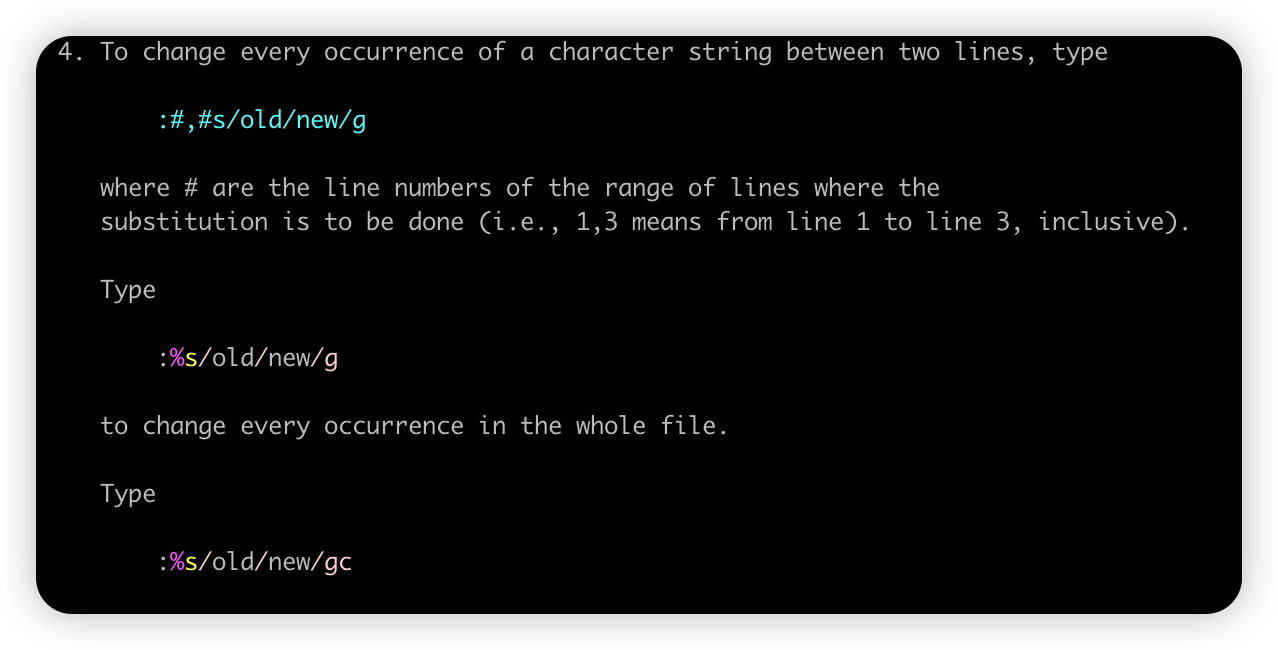 4. To change every occurrence of a character string between two lines, type
:#,#s/old/new/g
where # are the line numbers of the range of lines where the
substitution is to be done (i.e., 1,3 means from line 1 to line 3, inclusive).
Type
:%s/old/new/g
to change every occurrence in the whole file.
Type
:%s/old/new/gc